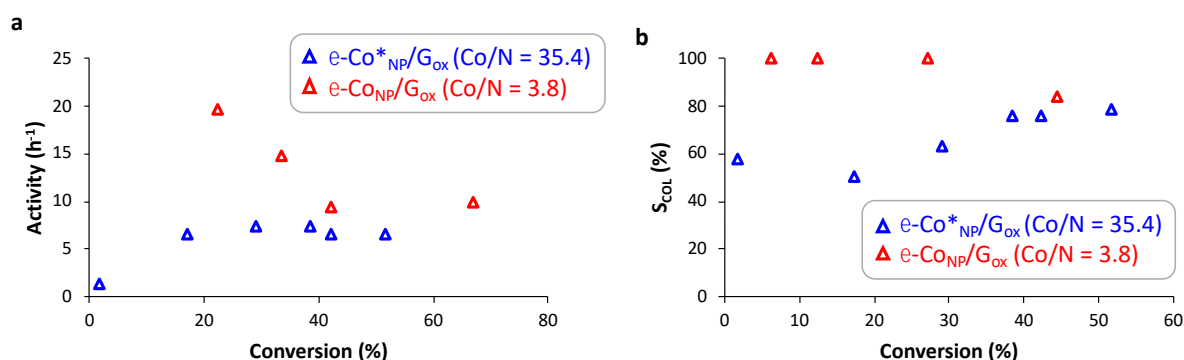 a
25
20
15
10
5
0
Activity (h⁻¹)
e-Co*NP/Gox (Co/N = 35.4)
e-CoNP/Gox (Co/N = 3.8)
0 20 40 60 80
Conversion (%)
b
100
80
60
40
20
0
SCOL (%)
e-Co*NP/Gox (Co/N = 35.4)
e-CoNP/Gox (Co/N = 3.8)
0 10 20 30 40 50 60
Conversion (%)